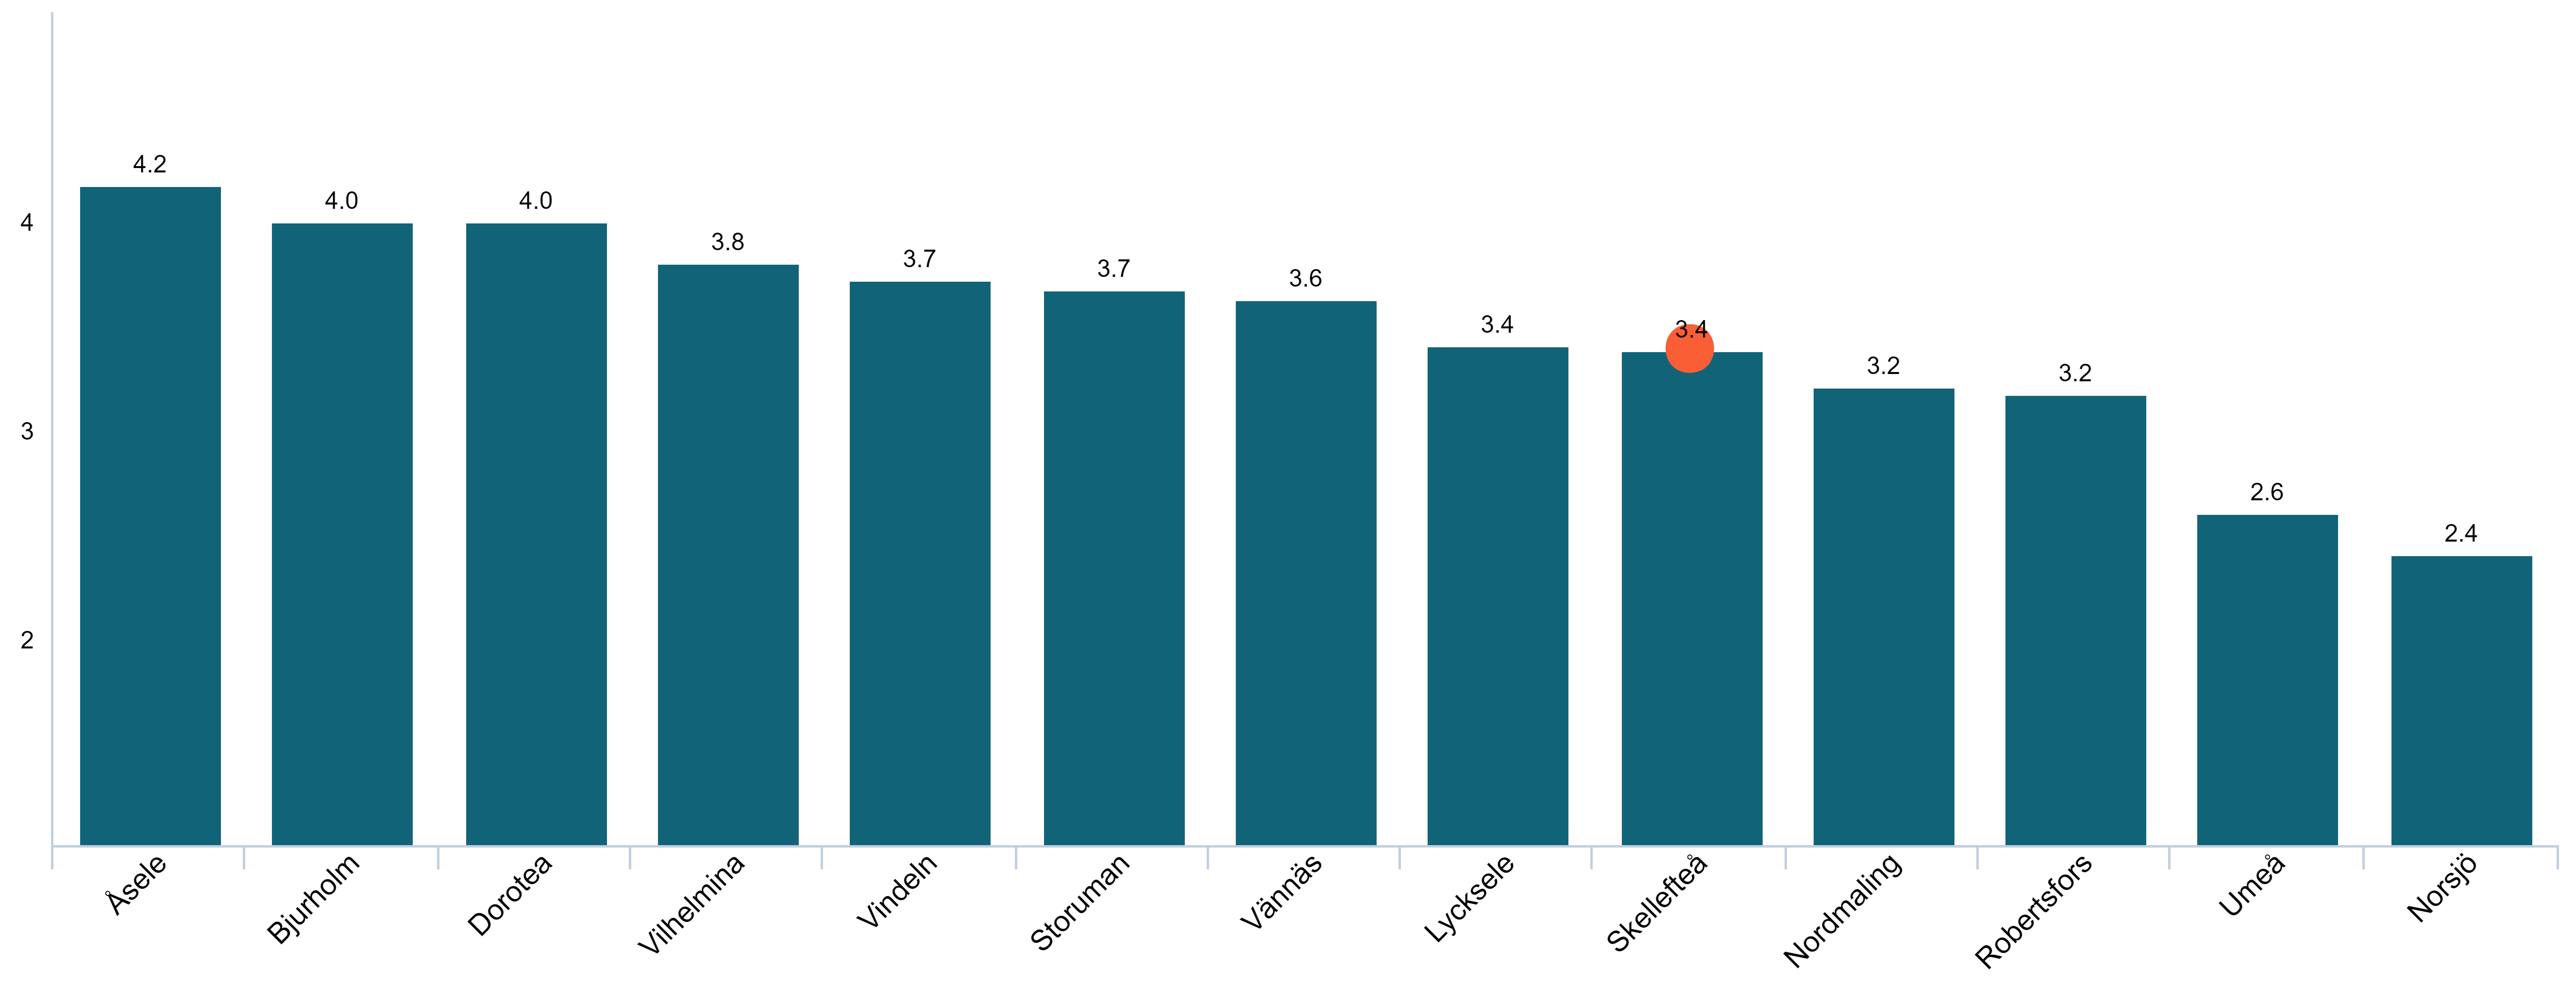 4.2
4.0
4.0
3.8
3.7
3.7
3.6
3.4
3.4
3.2
3.2
2.6
2.4
4
3
2
Åsele
Bjurholm
Dorotea
Vilhelmina
Vindeln
Storuman
Vännäs
Lycksele
Skellefteå
Nordmaling
Robertsfors
Umeå
Norsjö